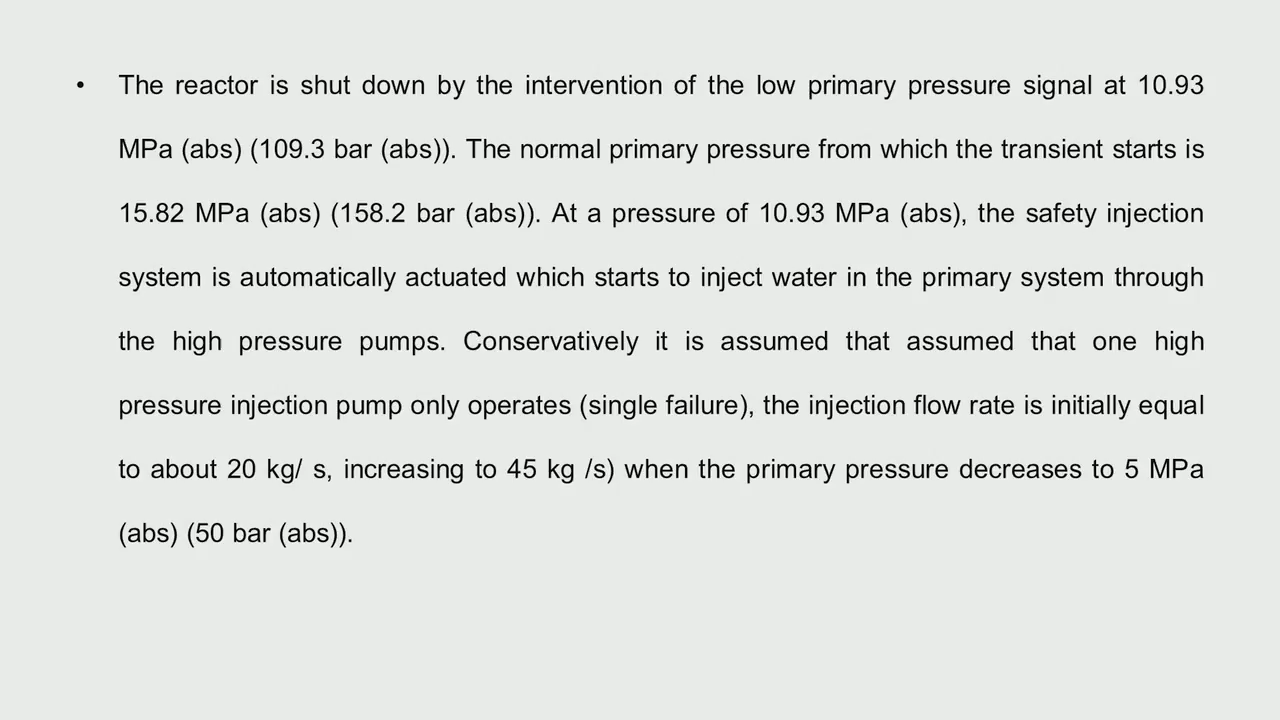 • The reactor is shut down by the intervention of the low primary pressure signal at 10.93
MPa (abs) (109.3 bar (abs)). The normal primary pressure from which the transient starts is
15.82 MPa (abs) (158.2 bar (abs)). At a pressure of 10.93 MPa (abs), the safety injection
system is automatically actuated which starts to inject water in the primary system through
the high pressure pumps. Conservatively it is assumed that assumed that one high
pressure injection pump only operates (single failure), the injection flow rate is initially equal
to about 20 kg/ s, increasing to 45 kg /s) when the primary pressure decreases to 5 MPa
(abs) (50 bar (abs)).